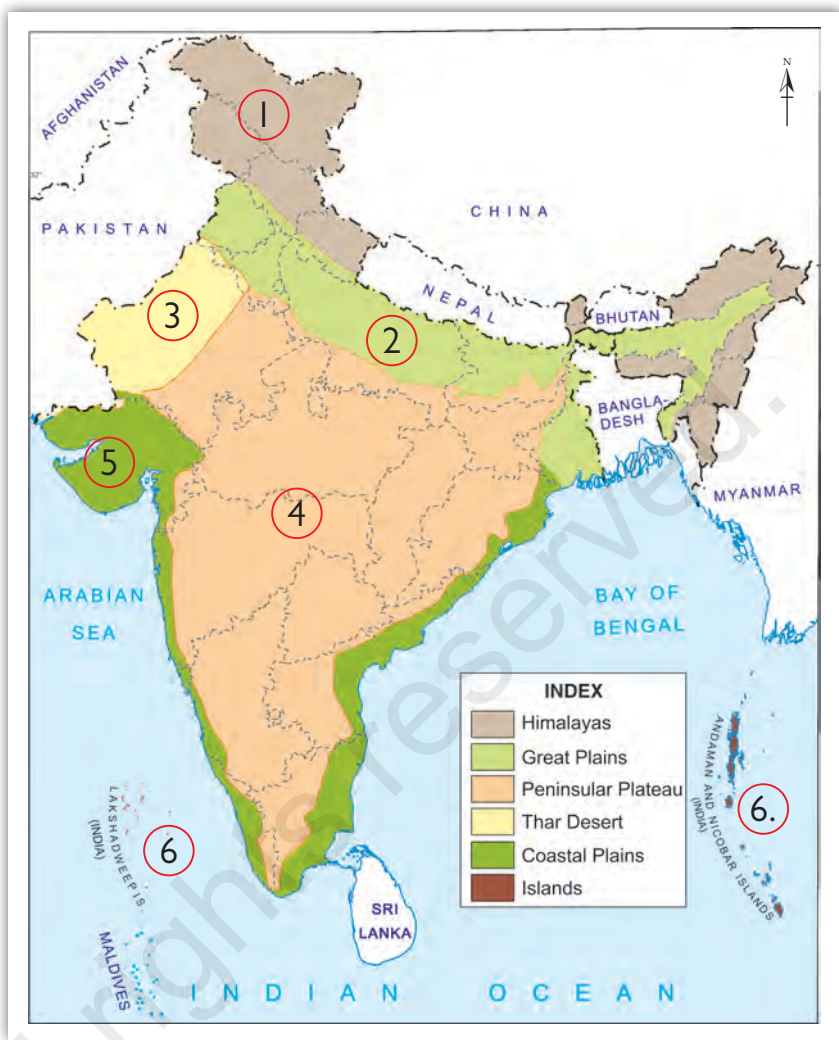 N
AFGHANISTAN
1
PAKISTAN
CHINA
NEPAL
BHUTAN
3
2
BANGLA-
DESH
5
4
MYANMAR
ARABIAN
SEA
BAY OF
BENGAL
INDEX
Himalayas
Great Plains
Peninsular Plateau
Thar Desert
Coastal Plains
Islands
LAKSHADWEEP IS.
(INDIA)
6
ANDAMAN AND NICOBAR ISLANDS
(INDIA)
6.
SRI
LANKA
MALDIVES
INDIAN OCEAN
ights reserved.